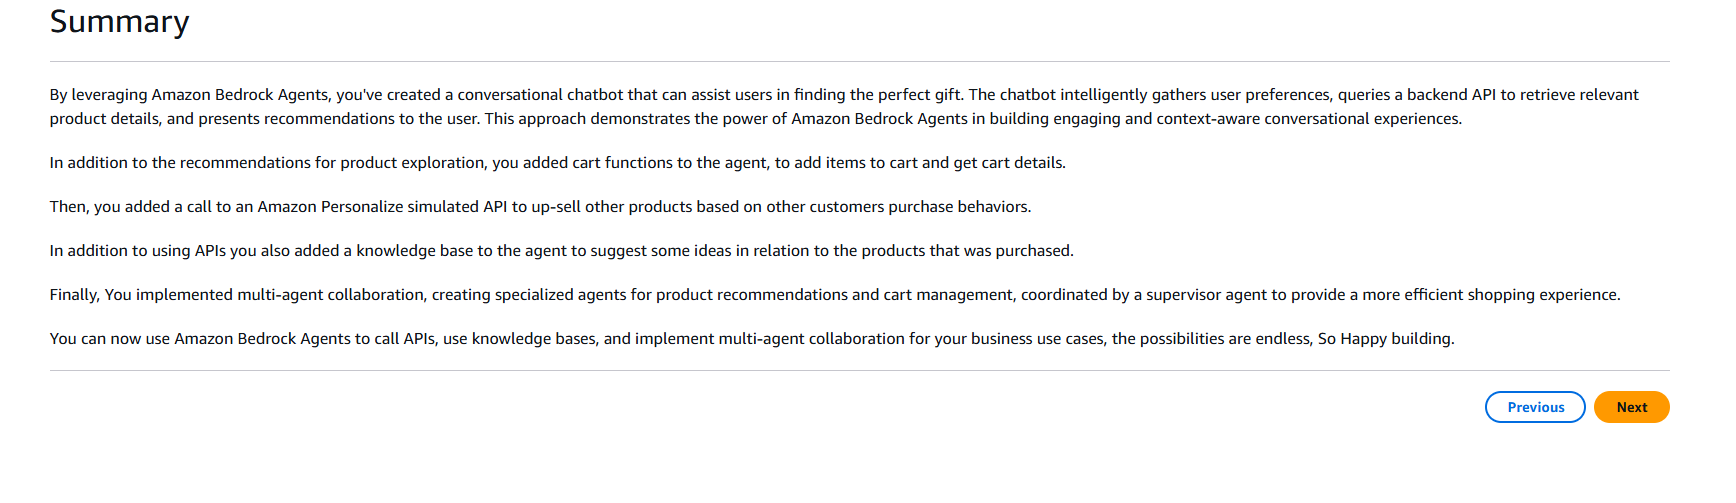 Summary
By leveraging Amazon Bedrock Agents, you've created a conversational chatbot that can assist users in finding the perfect gift. The chatbot intelligently gathers user preferences, queries a backend API to retrieve relevant
product details, and presents recommendations to the user. This approach demonstrates the power of Amazon Bedrock Agents in building engaging and context-aware conversational experiences.
In addition to the recommendations for product exploration, you added cart functions to the agent, to add items to cart and get cart details.
Then, you added a call to an Amazon Personalize simulated API to up-sell other products based on other customers purchase behaviors.
In addition to using APIs you also added a knowledge base to the agent to suggest some ideas in relation to the products that was purchased.
Finally, You implemented multi-agent collaboration, creating specialized agents for product recommendations and cart management, coordinated by a supervisor agent to provide a more efficient shopping experience.
You can now use Amazon Bedrock Agents to call APIs, use knowledge bases, and implement multi-agent collaboration for your business use cases, the possibilities are endless, So Happy building.
Previous Next